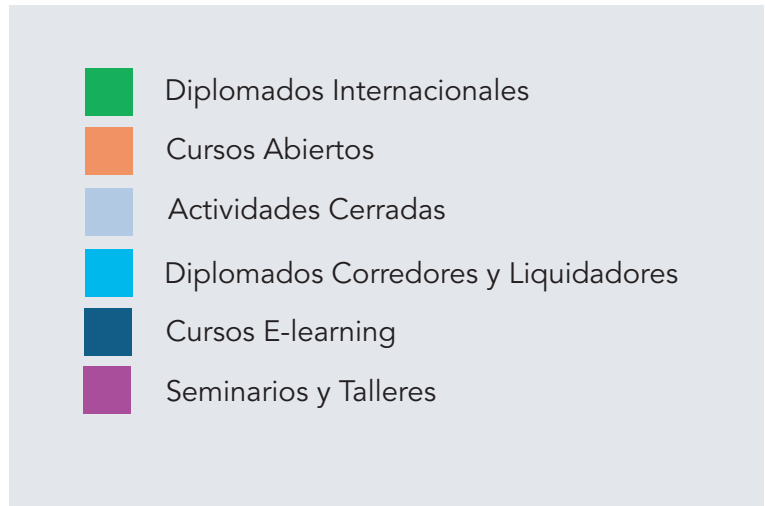 Diplomados Internacionales
Cursos Abiertos
Actividades Cerradas
Diplomados Corredores y Liquidadores
Cursos E-learning
Seminarios y Talleres